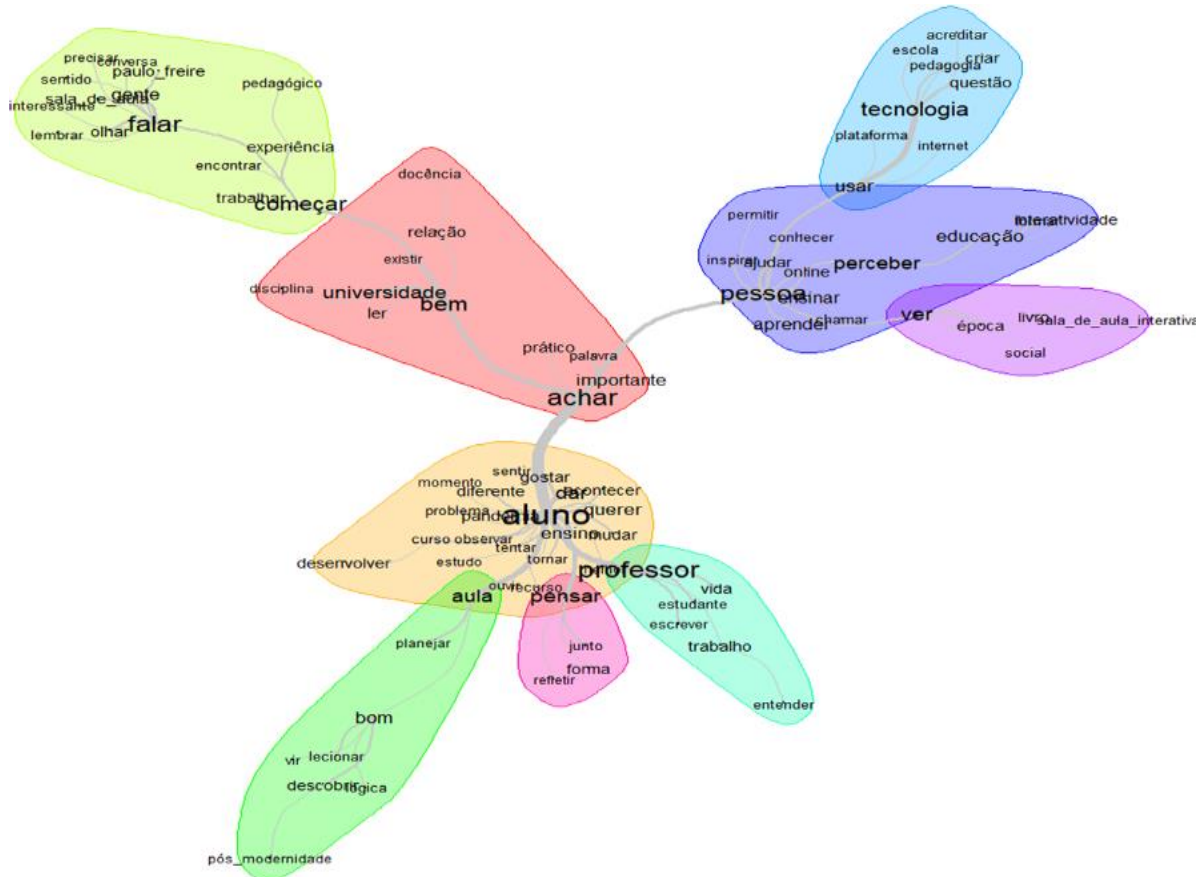 precisar
conversa
paulo_freire
sentido
gente
sala_de_aula
interessante
falar
olhar
lembrar
pedagógico
experiência
encontrar
trabalhar
começar
docência
relação
existir
disciplina
universidade
bem
ler
prático
palavra
importante
achar
acreditar
escola
criar
pedagogia
questão
tecnologia
plataforma
internet
usar
permitir
interatividade
conhecer
educação
inspirar
ajudar
perceber
online
pessoa
ensinar
aprender
chamar
ver
livro
sala_de_aula_interativa
época
social
sentir
gostar
momento
diferente
dar
acontecer
problema
pandemia
aluno
querer
ensino
mudar
curso
observar
tentar
desenvolver
estudo
tornar
professor
ouvir
recurso
aula
pensar
vida
estudante
escrever
planejar
junto
trabalho
forma
refletir
entender
bom
vir
lecionar
descobrir
lógica
pós_modernidade